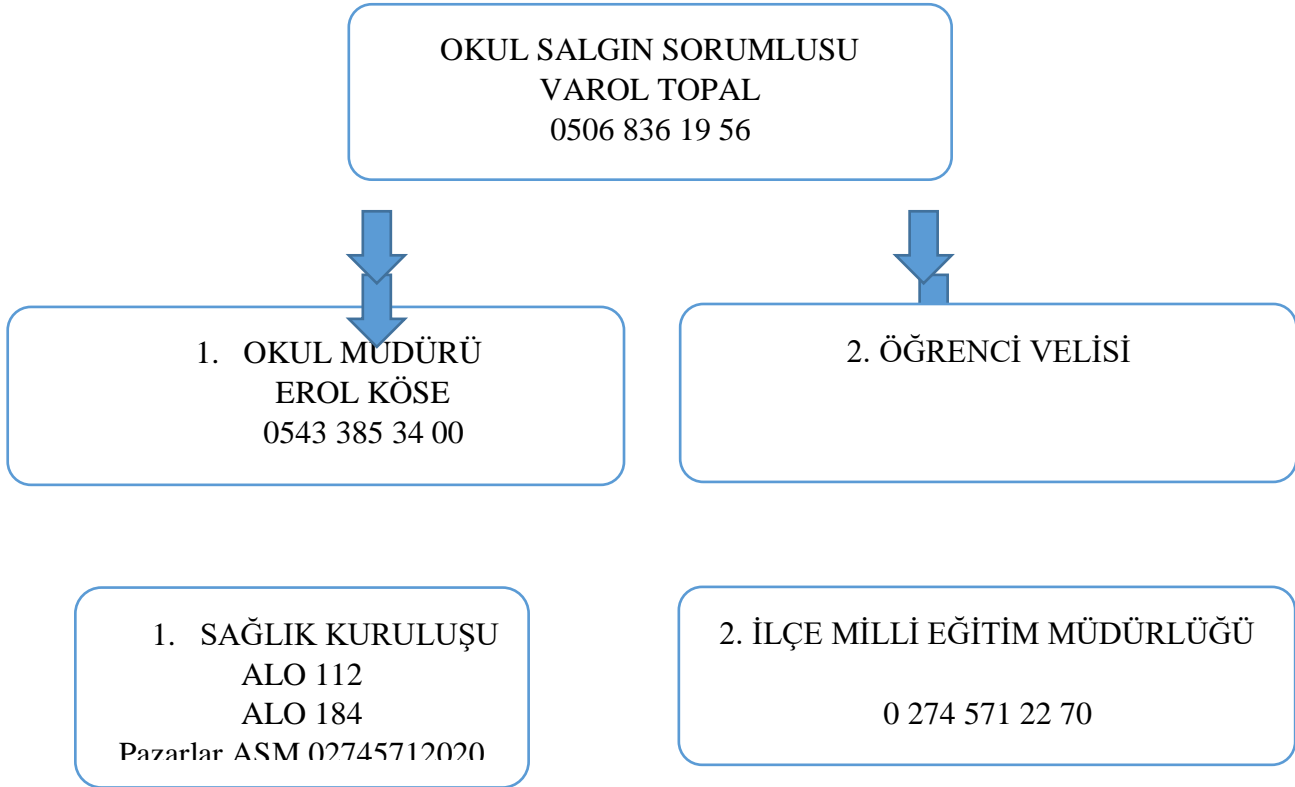 OKUL SALGIN SORUMLUSU
VAROL TOPAL
0506 836 19 56
1. OKUL MÜDÜRÜ
EROL KÖSE
0543 385 34 00
2. ÖĞRENCİ VELİSİ
1. SAĞLIK KURULUŞU
ALO 112
ALO 184
Pazarlar ASM 02745712020
2. İLÇE MİLLİ EĞİTİM MÜDÜRLÜĞÜ
0 274 571 22 70